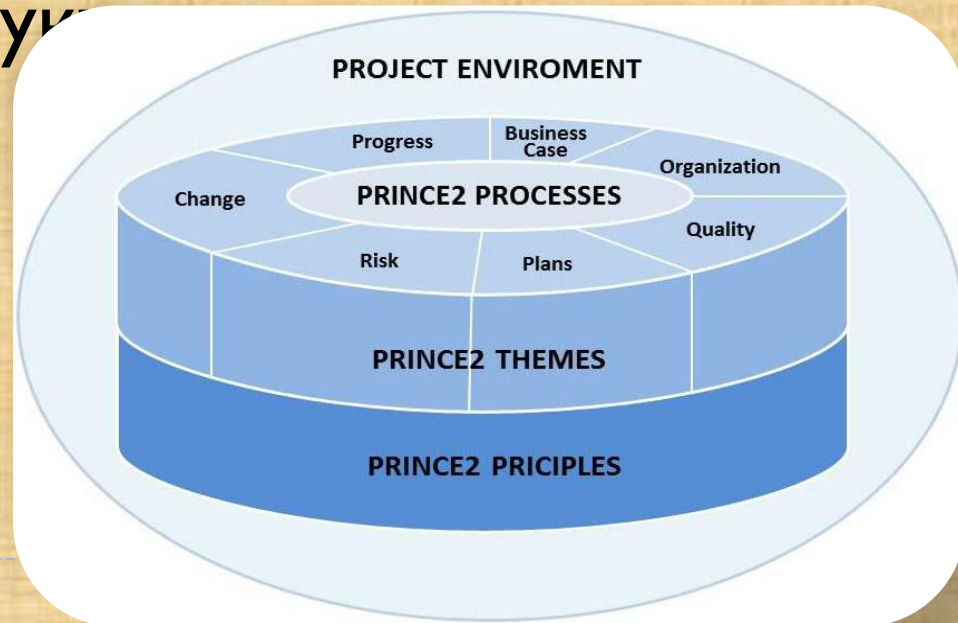 PROJECT ENVIROMENT
Progress
Business
Case
Organization
Change
PRINCE2 PROCESSES
Quality
Risk
Plans
PRINCE2 THEMES
PRINCE2 PRICIPLES